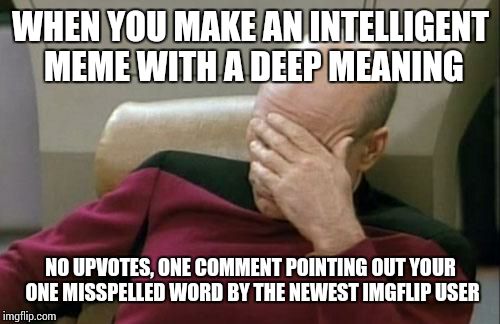 WHEN YOU MAKE AN INTELLIGENT
MEME WITH A DEEP MEANING
NO UPVOTES, ONE COMMENT POINTING OUT YOUR
ONE MISSPELLED WORD BY THE NEWEST IMGFLIP USER
imgflip.com